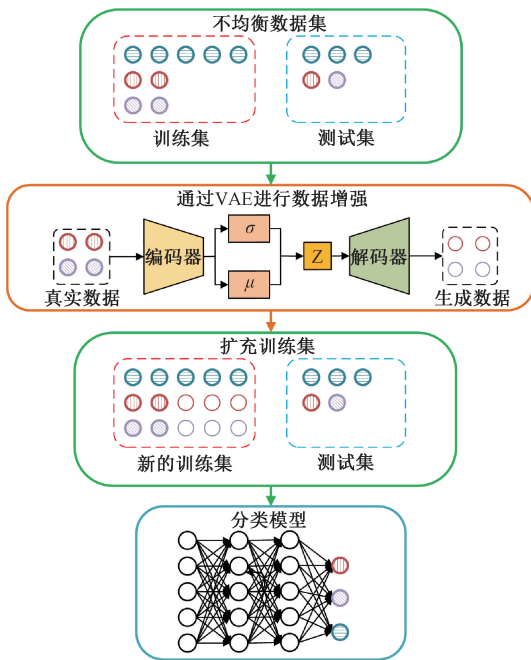 不均衡数据集
训练集
测试集
通过VAE进行数据增强
编码器
σ
μ
Z
解码器
真实数据
生成数据
扩充训练集
新的训练集
测试集
分类模型